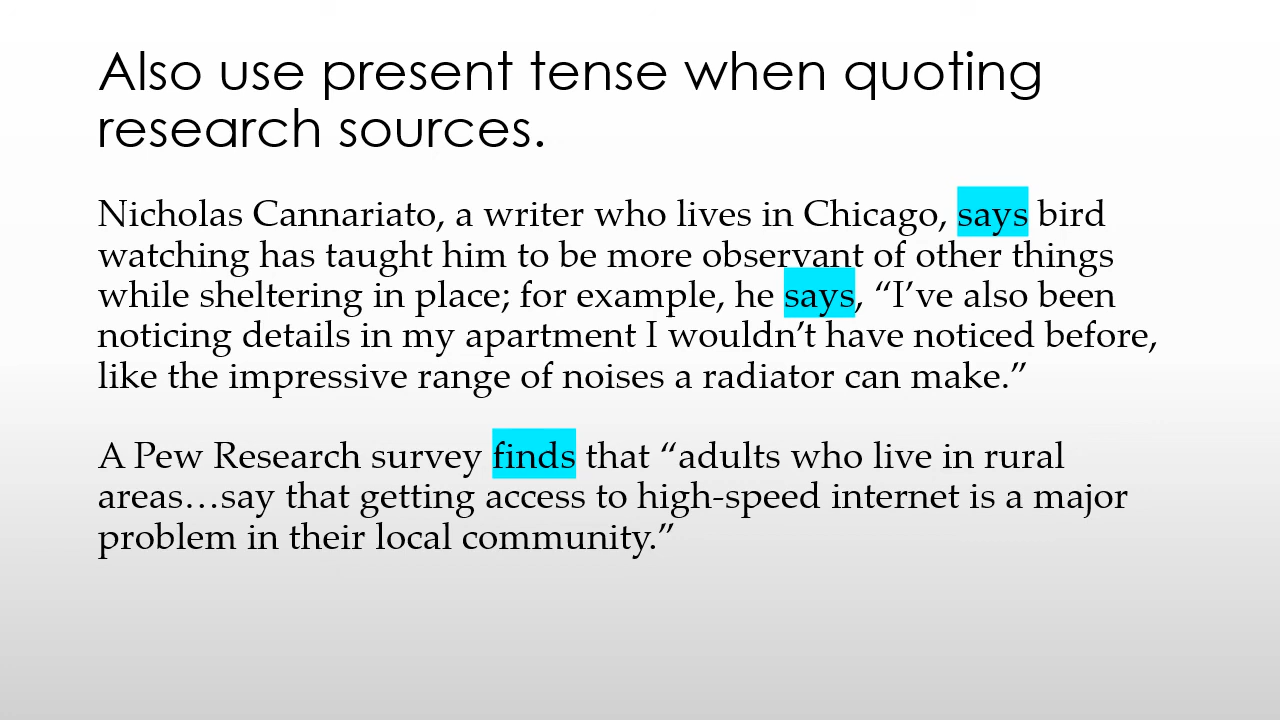 Also use present tense when quoting
research sources.
Nicholas Cannariato, a writer who lives in Chicago, says bird
watching has taught him to be more observant of other things
while sheltering in place; for example, he says, “I’ve also been
noticing details in my apartment I wouldn’t have noticed before,
like the impressive range of noises a radiator can make.”
A Pew Research survey finds that “adults who live in rural
areas…say that getting access to high-speed internet is a major
problem in their local community.”